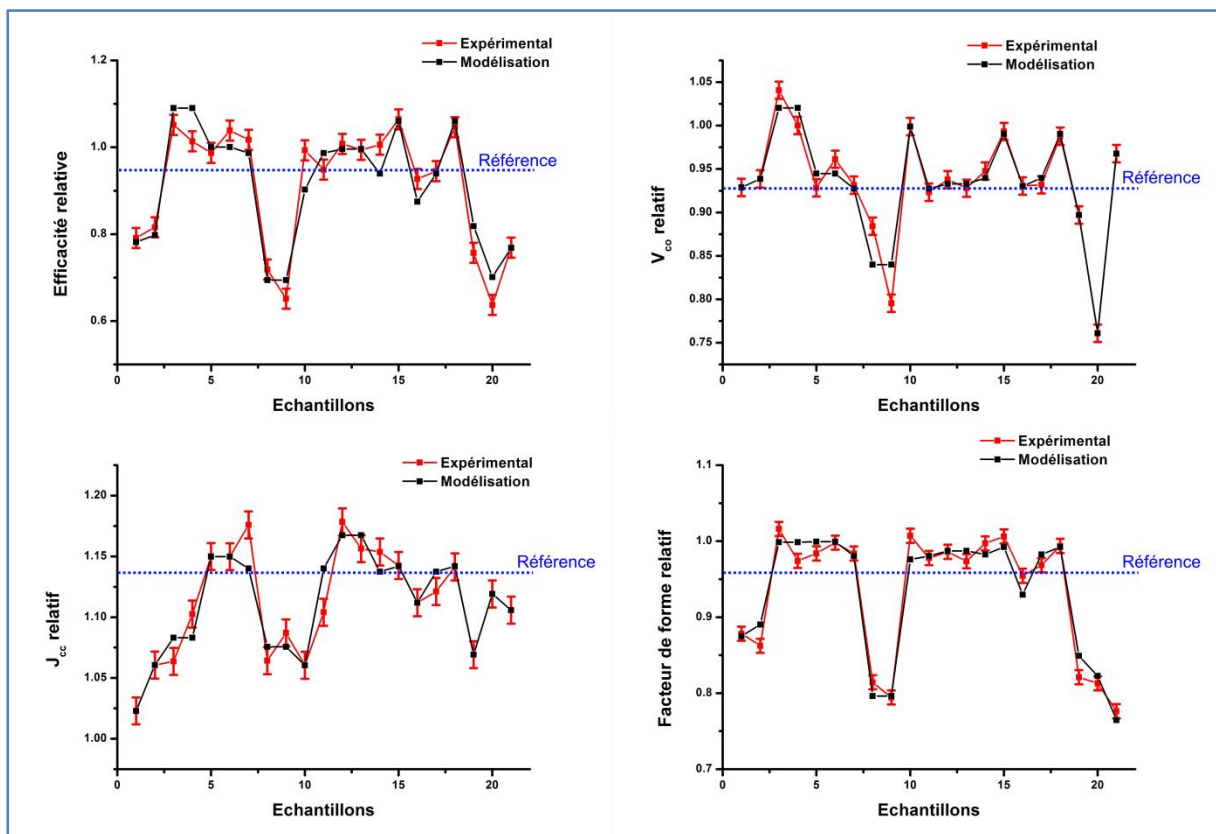 Expérimental
Modélisation
1.2
1.0
0.8
0.6
Efficacité relative
Référence
0
5
10
15
20
Echantillons
Expérimental
Modélisation
1.05
1.00
0.95
0.90
0.85
0.80
0.75
V_co relatif
Référence
0
5
10
15
20
Echantillons
Expérimental
Modélisation
1.20
1.15
1.10
1.05
1.00
J_cc relatif
Référence
0
5
10
15
20
Echantillons
Expérimental
Modélisation
1.1
1.0
0.9
0.8
0.7
Facteur de forme relatif
Référence
0
5
10
15
20
Echantillons